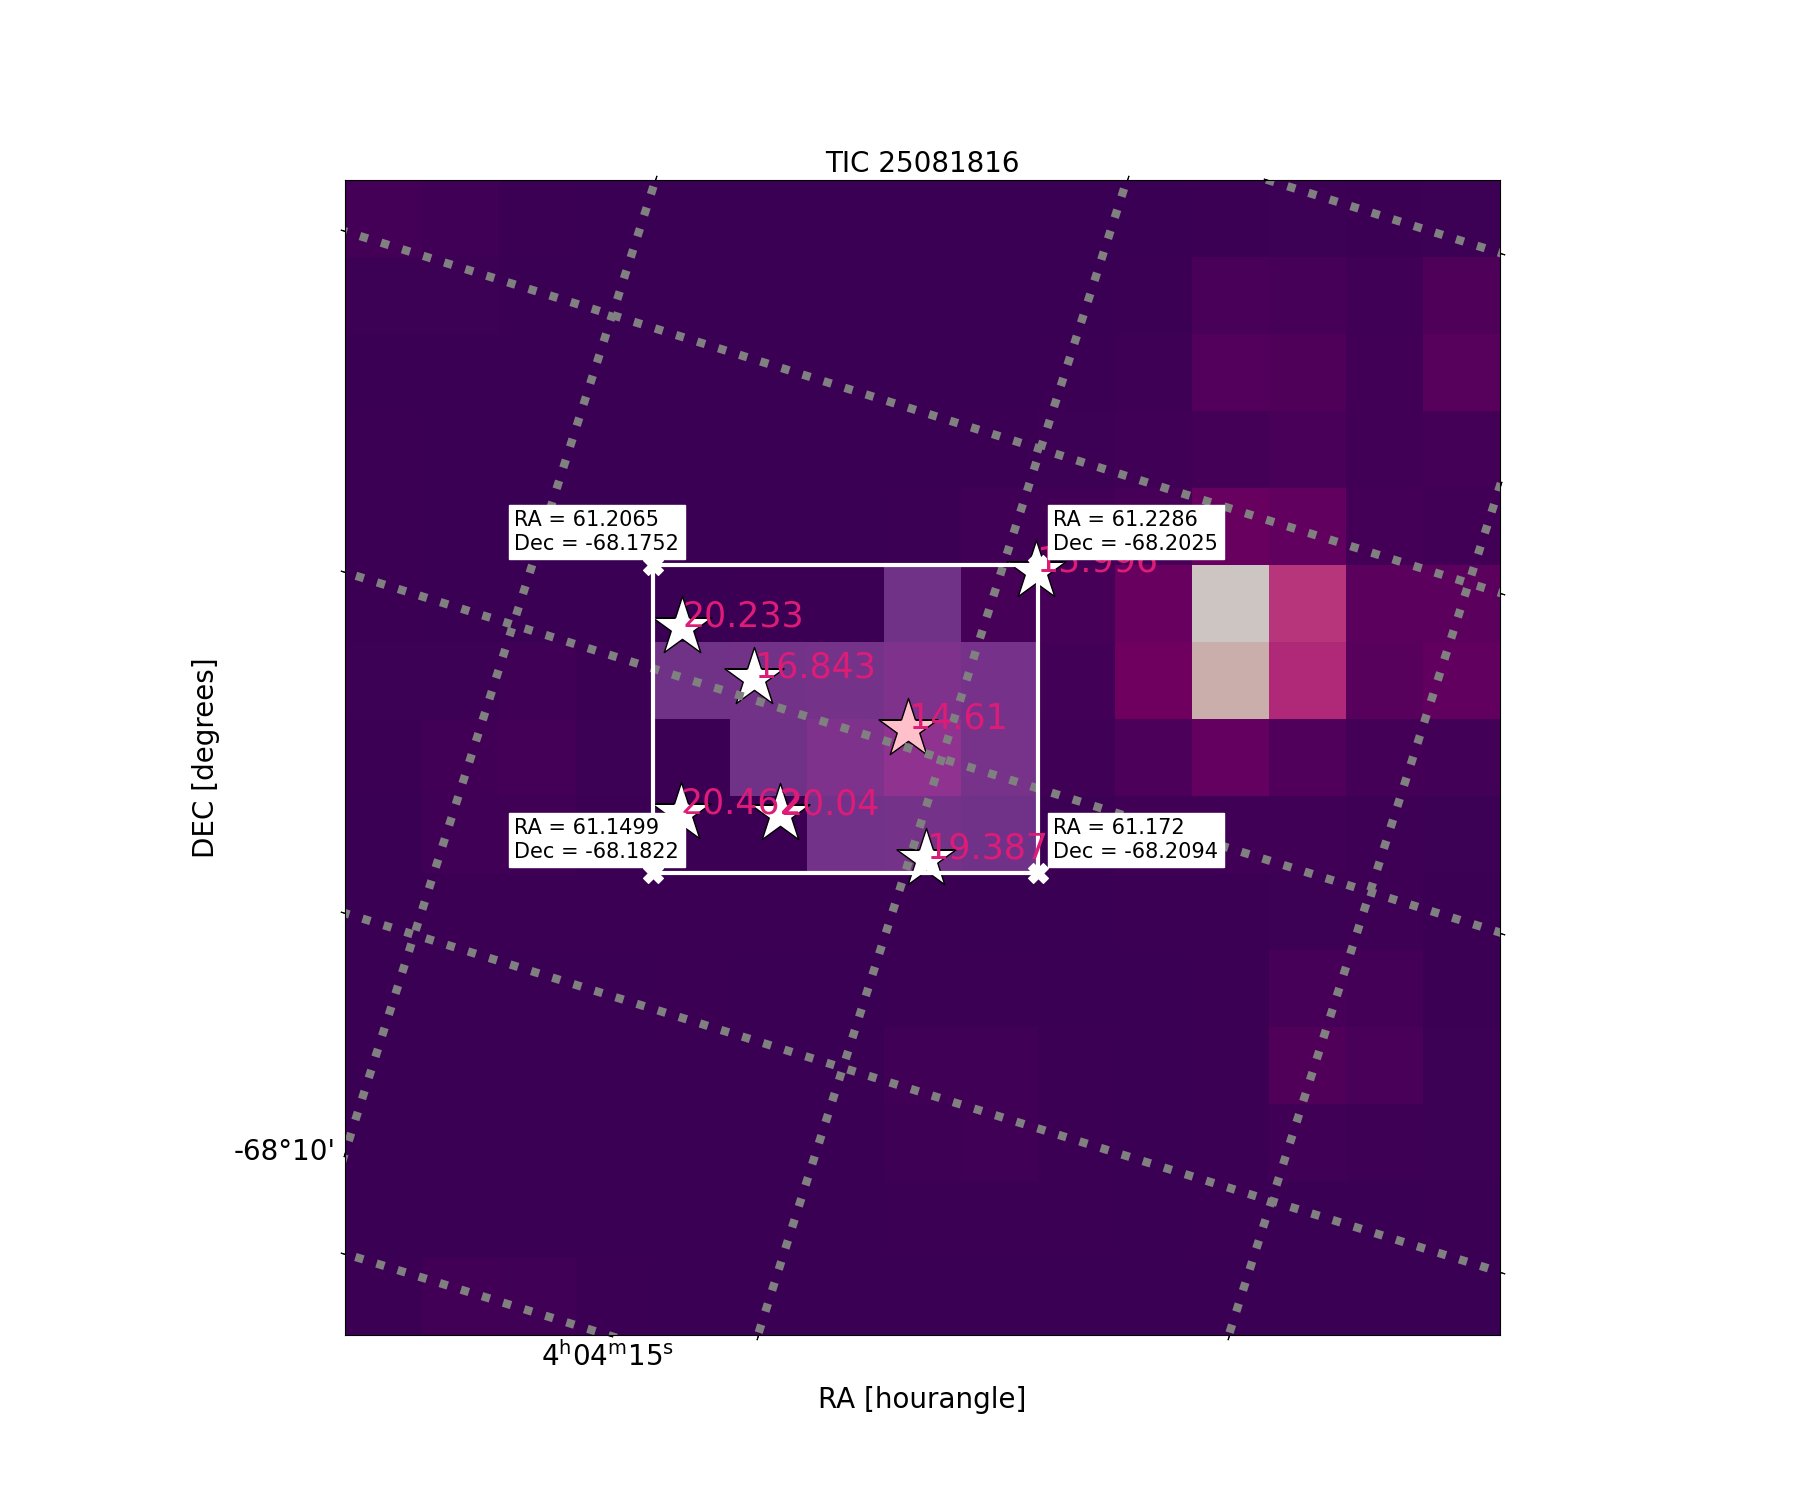 TIC 25081816
RA = 61.2065
Dec = -68.1752
RA = 61.2286
Dec = -68.2025
20.233
16.843
14.61
20.04
19.387
RA = 61.1499
Dec = -68.1822
RA = 61.172
Dec = -68.2094
DEC [degrees]
-68°10'
4h04m15s
RA [hourangle]